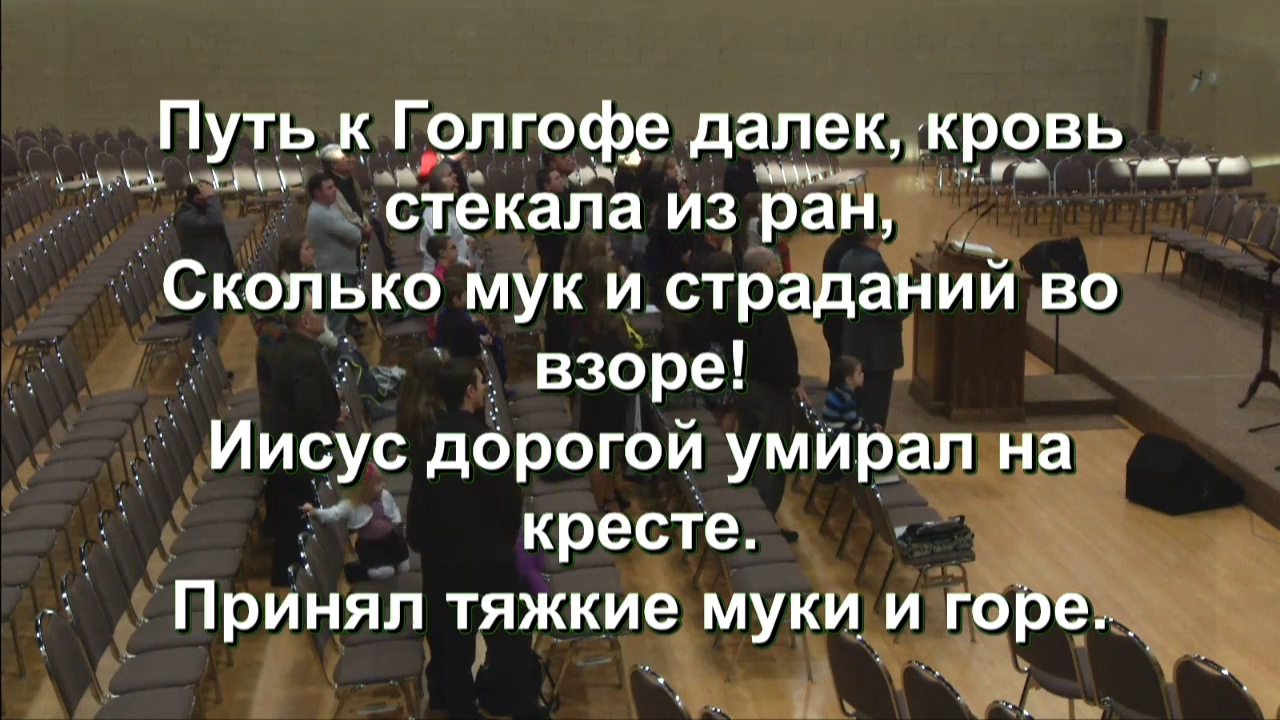 Путь к Голгофе далек, кровь
стекала из ран,
Сколько мук и страданий во
взоре!
Иисус дорогой умирал на
кресте.
Принял тяжкие муки и горе.